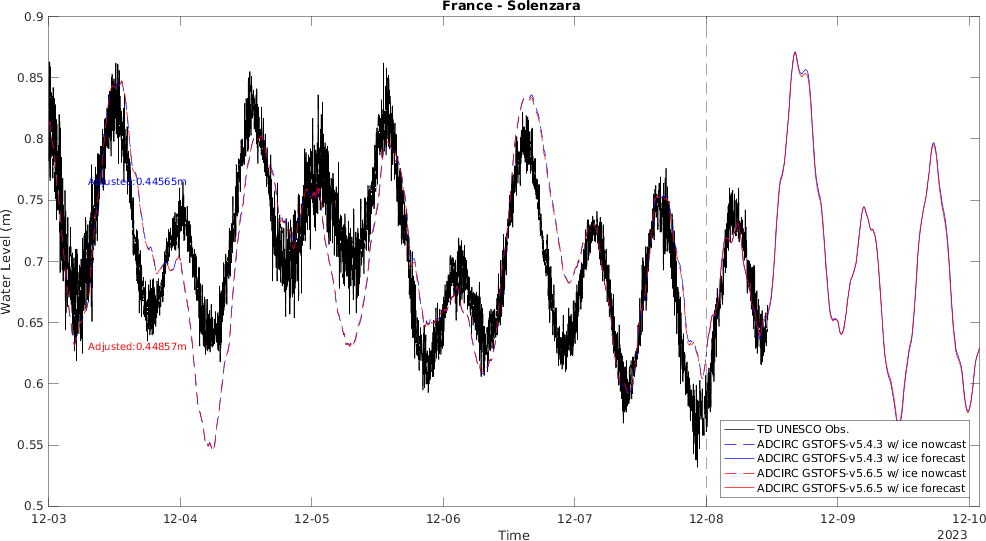 France - Solenzara
0.9
0.85
0.8
0.75
0.7
0.65
0.6
0.55
0.5
Water Level (m)
Adjusted:0.44565m
Adjusted:0.44857m
TD UNESCO Obs.
ADCIRC GSTOFS-v5.4.3 w/ ice nowcast
ADCIRC GSTOFS-v5.4.3 w/ ice forecast
ADCIRC GSTOFS-v5.6.5 w/ ice nowcast
ADCIRC GSTOFS-v5.6.5 w/ ice forecast
12-03 12-04 12-05 12-06 12-07 12-08 12-09 12-10
Time
2023